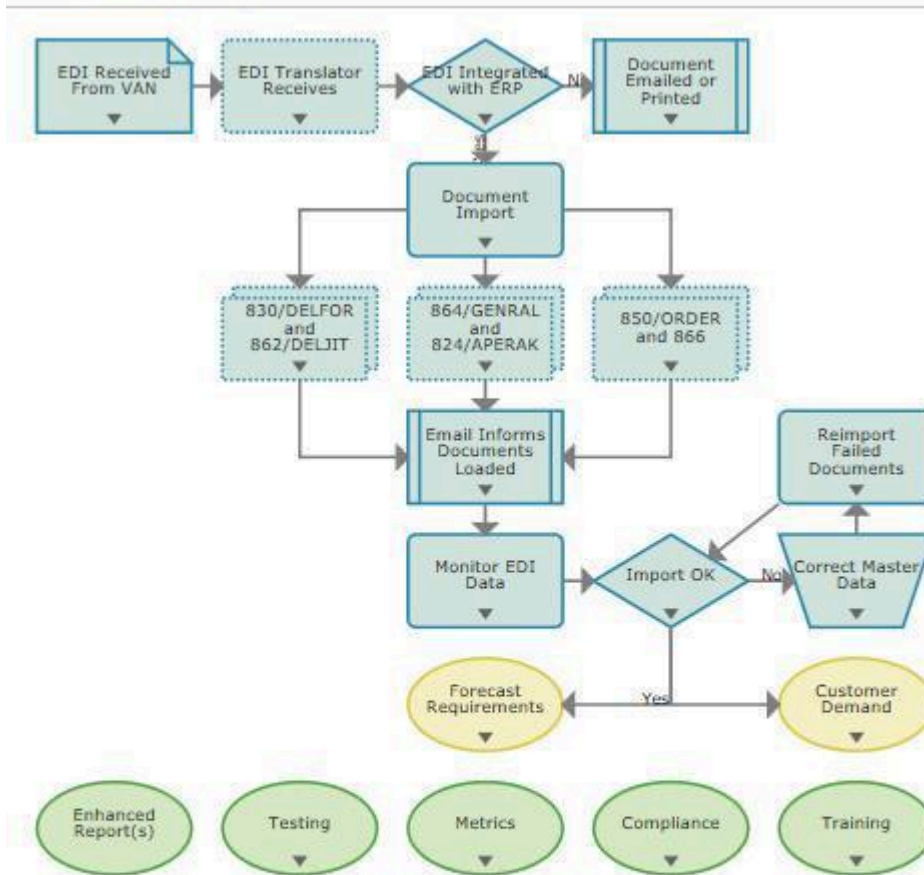 EDI Received
From VAN
EDI Translator
Receives
EDI Integrated
with ERP
N
Document
Emailed or
Printed
Yes
Document
Import
830/DELFOR
and
862/DELJIT
864/GENRAL
and
824/APERAK
850/ORDER
and 866
Email Informs
Documents
Loaded
Reimport
Failed
Documents
Monitor EDI
Data
Import OK
No
Correct Master
Data
Forecast
Requirements
Yes
Customer
Demand
Enhanced
Report(s)
Testing
Metrics
Compliance
Training